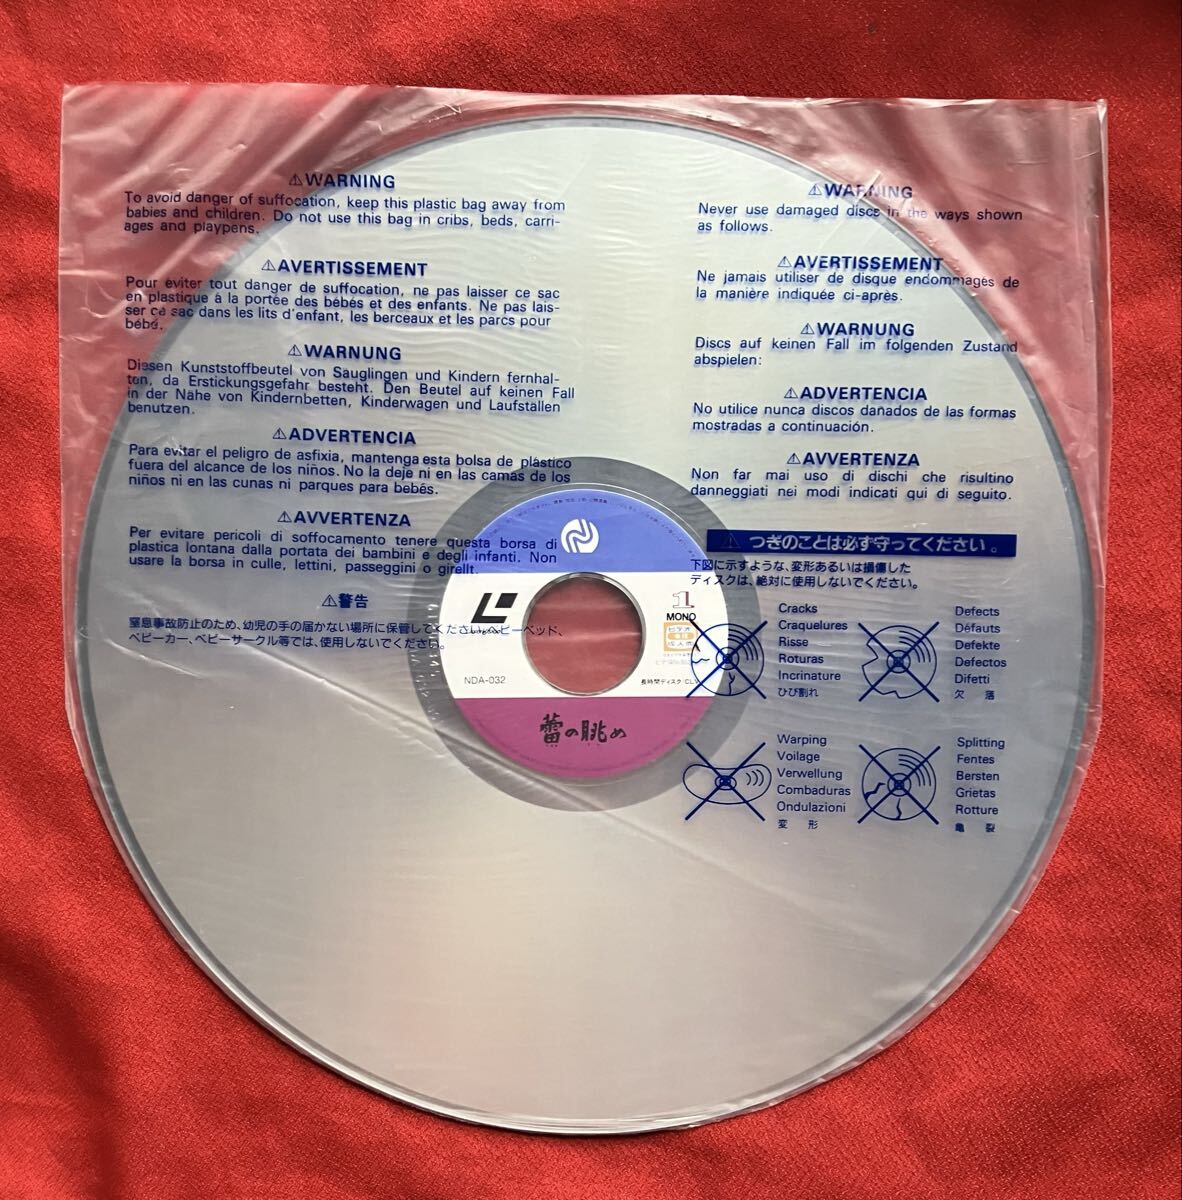 ⚠WARNING
To avoid danger of suffocation, keep this plastic bag away from
babies and children. Do not use this bag in cribs, beds, carri-
ages and playpens.
⚠AVERTISSEMENT
Pour éviter tout danger de suffocation, ne pas laisser ce sac
en plastique à la portée des bébés et des enfants. Ne pas lais-
ser ce sac dans les lits d'enfant, les berceaux et les parcs pour
bébé.
⚠WARNUNG
Diesen Kunststoffbeutel von Säuglingen und Kindern fernhal-
ten, da Erstickungsgefahr besteht. Den Beutel auf keinen Fall
in der Nähe von Kindernbetten, Kinderwagen und Laufstallen
benutzen.
⚠ADVERTENCIA
Para evitar el peligro de asfixia, mantenga esta bolsa de plástico
fuera del alcance de los niños. No la deje ni en las camas de los
niños ni en las cunas ni parques para bebés.
⚠AVVERTENZA
Per evitare pericoli di soffocamento tenere questa borsa di
plastica lontana dalla portata dei bambini e degli infanti. Non
usare la borsa in culle, lettini, passeggini o girellt.
⚠警告
窒息事故防止のため、幼児の手の届かない場所に保管してください。ベビーベッド、
ベビーカー、ベビーサークル等では、使用しないでください。
⚠WARNING
Never use damaged discs in the ways shown
as follows.
⚠AVERTISSEMENT
Ne jamais utiliser de disque endommagés de
la manière indiquée ci-après.
⚠WARNUNG
Discs auf keinen Fall im folgenden Zustand
abspielen:
⚠ADVERTENCIA
No utilice nunca discos dañados de las formas
mostradas a continuación.
⚠AVVERTENZA
Non far mai uso di dischi che risultino
danneggiati nei modi indicati qui di seguito.
⚠ つぎのことは必ず守ってください。
下図に示すような、変形あるいは損傷した
ディスクは、絶対に使用しないでください。
Cracks
Craquelures
Risse
Roturas
Incrinature
ひび割れ
Defects
Défauts
Defekte
Defectos
Difetti
欠 落
Warping
Voilage
Verwellung
Combaduras
Ondulazioni
変 形
Splitting
Fentes
Bersten
Grietas
Rotture
亀 裂
1
MONO
NDA-032
長時間ディスク/CLV
蕾の眺め